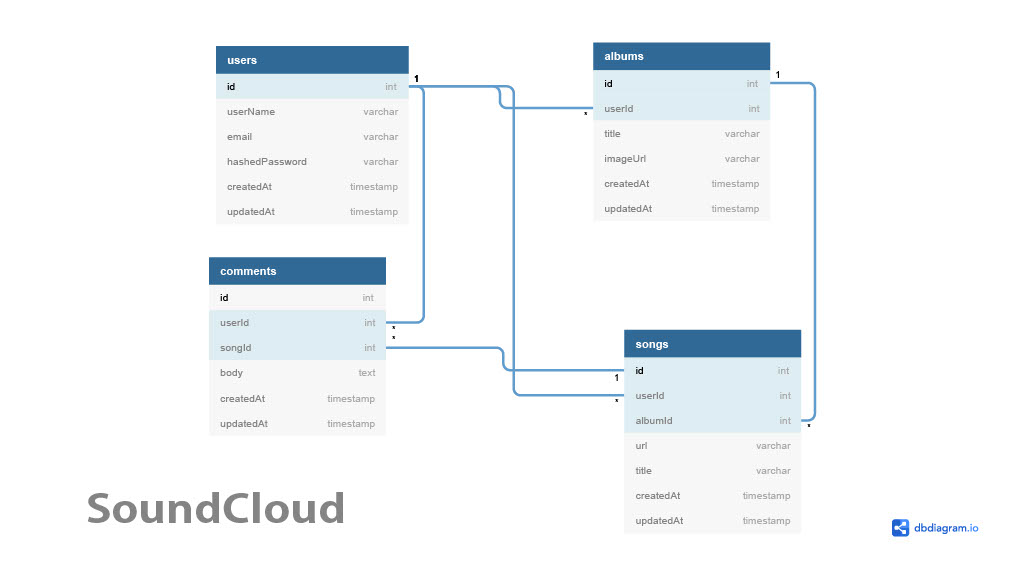 users
id int
userName varchar
email varchar
hashedPassword varchar
createdAt timestamp
updatedAt timestamp
1
albums
id int
userId int
title varchar
imageUrl varchar
createdAt timestamp
updatedAt timestamp
1
*
comments
id int
userId int
songId int
body text
createdAt timestamp
updatedAt timestamp
*
*
songs
id int
userId int
albumId int
url varchar
title varchar
createdAt timestamp
updatedAt timestamp
1
*
*
SoundCloud
dbdiagram.io